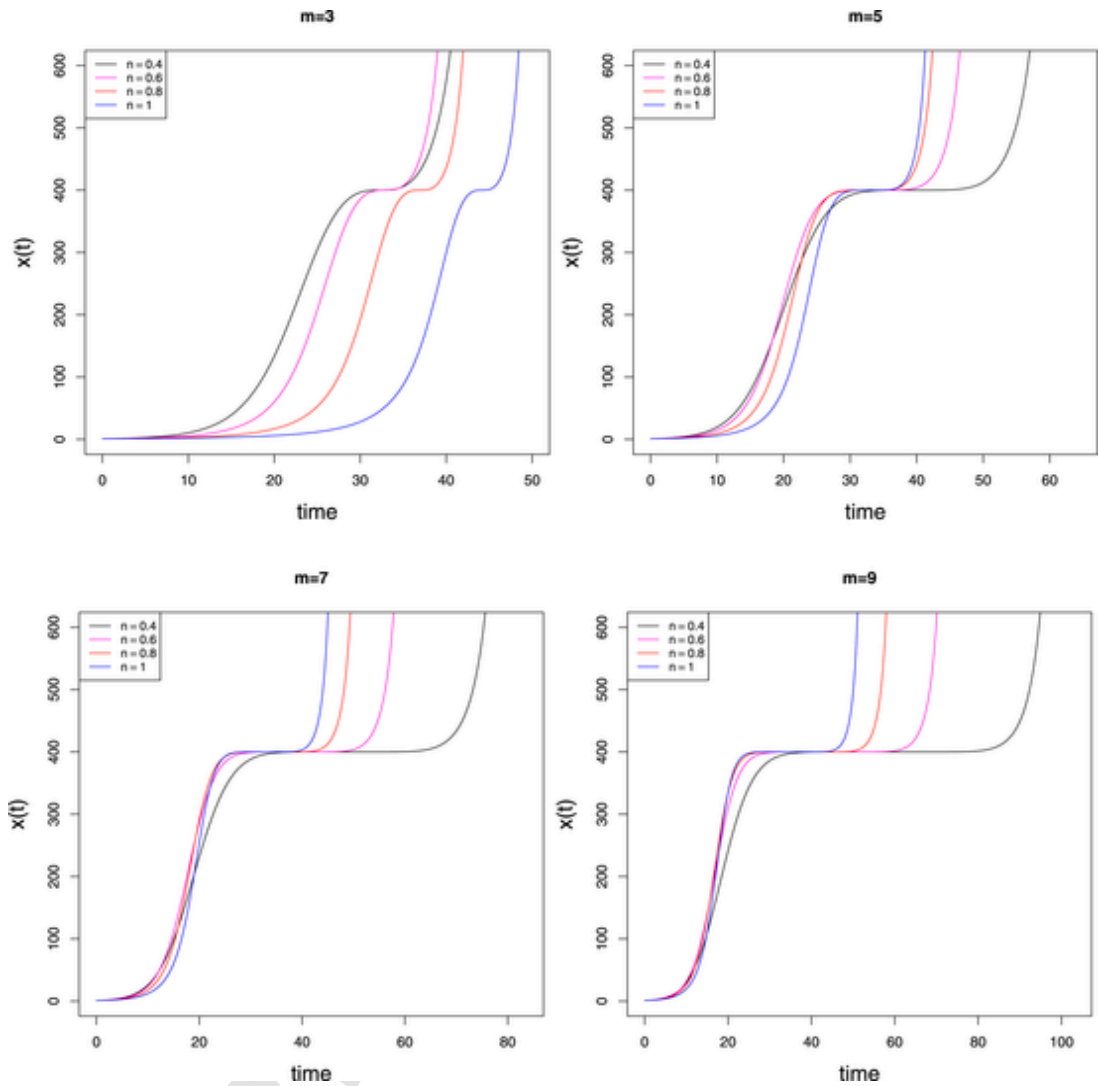 m=3
n = 0.4
n = 0.6
n = 0.8
n = 1
600
500
400
300
200
100
0
x(t)
0 10 20 30 40 50
time
m=5
n = 0.4
n = 0.6
n = 0.8
n = 1
600
500
400
300
200
100
0
x(t)
0 10 20 30 40 50 60
time
m=7
n = 0.4
n = 0.6
n = 0.8
n = 1
600
500
400
300
200
100
0
x(t)
0 20 40 60 80
time
m=9
n = 0.4
n = 0.6
n = 0.8
n = 1
600
500
400
300
200
100
0
x(t)
0 20 40 60 80 100
time